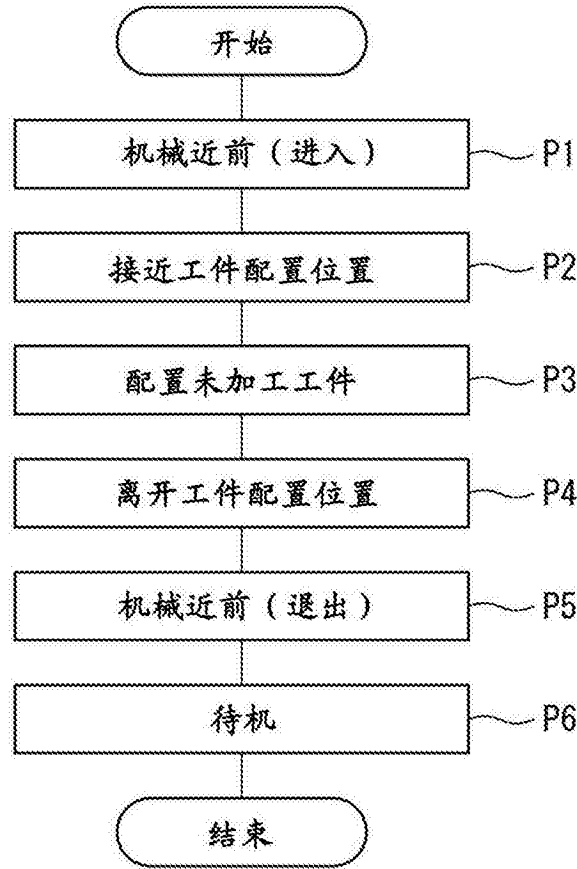 开始
机械近前（进入） P1
接近工件配置位置 P2
配置未加工工件 P3
离开工件配置位置 P4
机械近前（退出） P5
待机 P6
结束